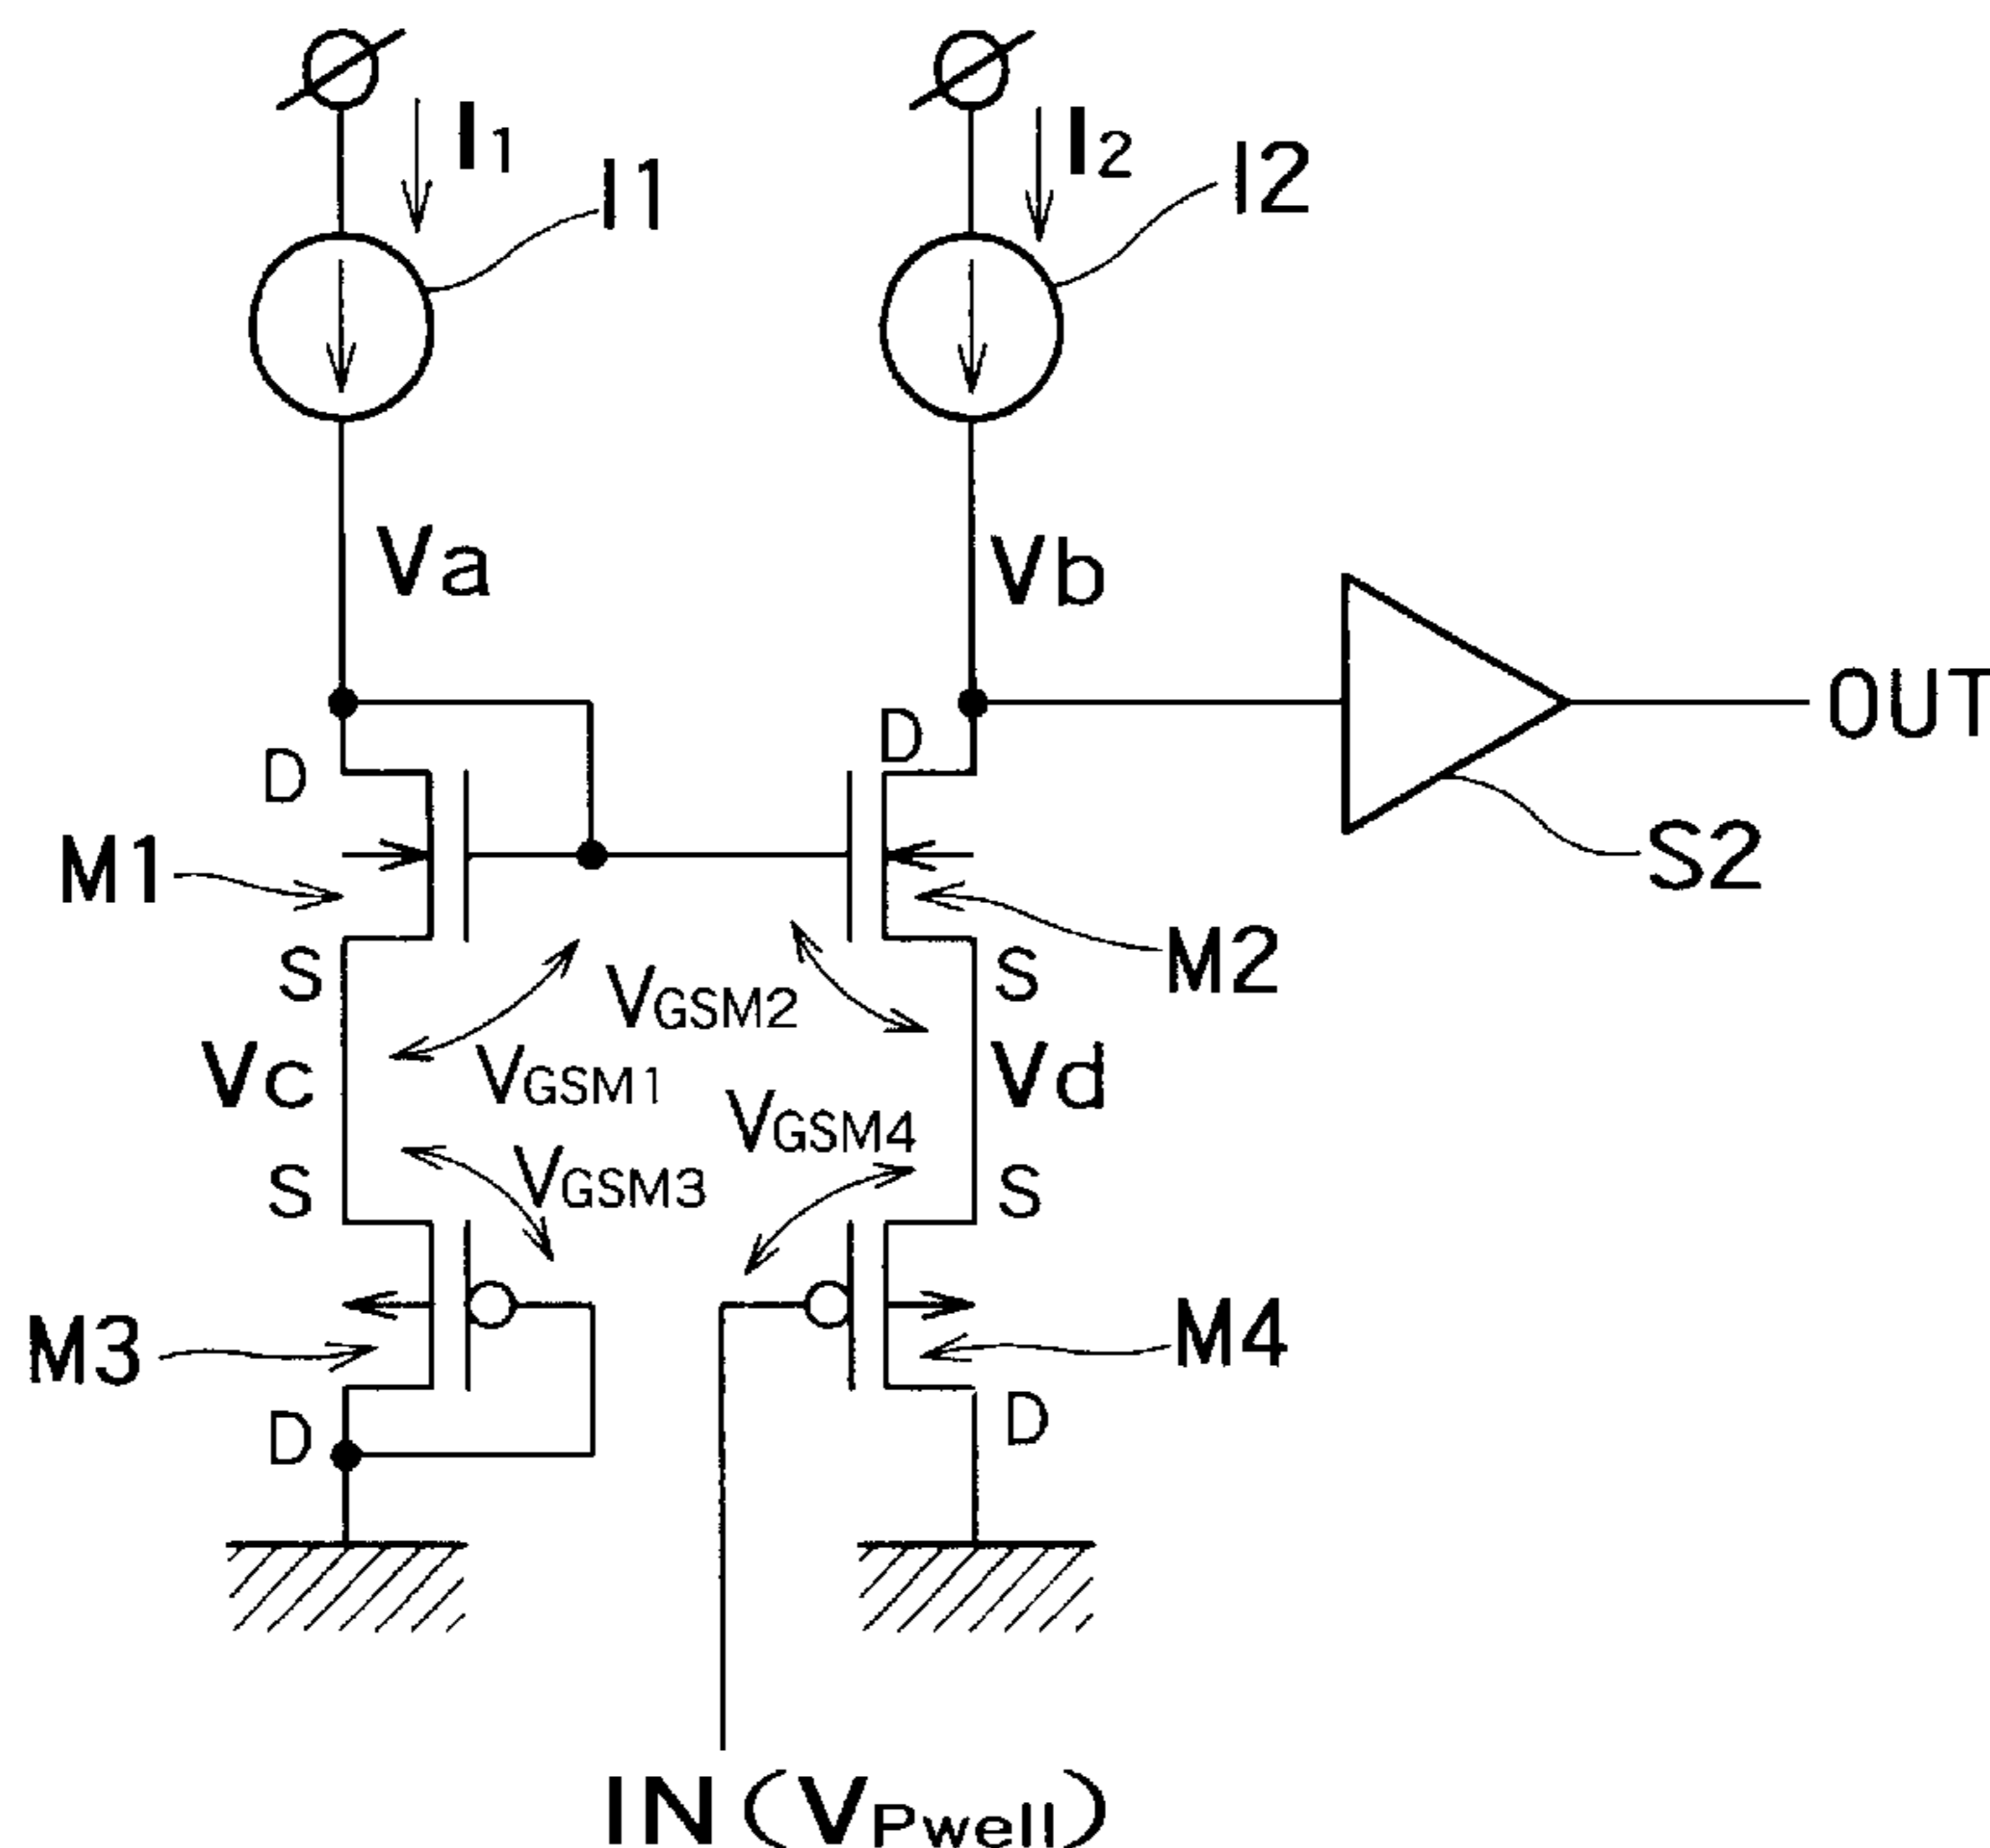 I1
I1
I2
I2
Va
Vb
OUT
D
D
M1
S2
S
VGSM2
S
M2
Vc
VGSM1
Vd
VGSM4
S
VGSM3
S
M3
M4
D
D
IN(VPwell)